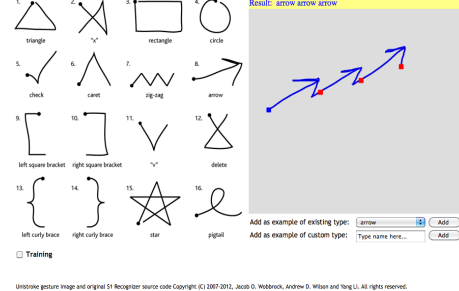 Result: arrow arrow arrow
1. 2. 3. 4.
triangle "x" rectangle circle
5. 6. 7. 8.
check caret zig-zag arrow
9. 10. 11. 12.
left square bracket right square bracket "v" delete
13. 14. 15. 16.
left curly brace right curly brace star pigtail
Add as example of existing type: arrow Add
Add as example of custom type: Type name here... Add
Training
Unistroke gesture image and original $1 Recognizer source code Copyright (C) 2007-2012, Jacob O. Wobbrock, Andrew D. Wilson and Yang Li. All rights reserved.